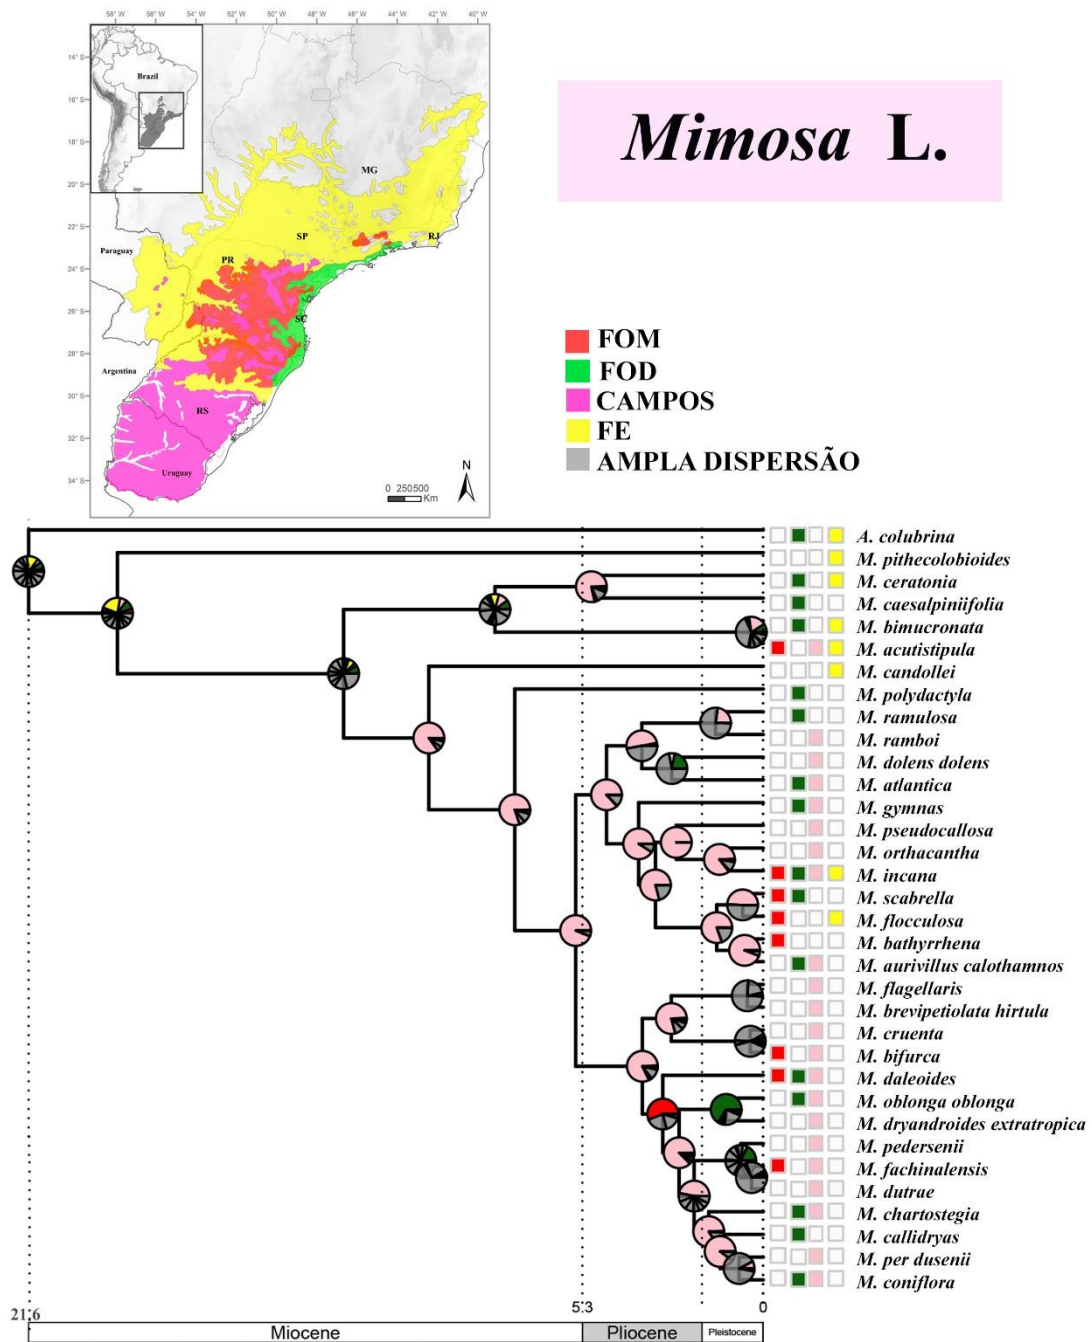 58° W 56° W 54° W 52° W 50° W 48° W 46° W 44° W 42° W 40° W
14° S
16° S
18° S
20° S
22° S
24° S
26° S
28° S
30° S
32° S
34° S
Brazil
MG
SP
RJ
Paraguay
PR
SC
Argentina
RS
Uruguay
N
0 250500
Km
Mimosa L.
FOM
FOD
CAMPOS
FE
AMPLA DISPERSÃO
A. colubrina
M. pithecolobioides
M. ceratonia
M. caesalpiniifolia
M. bimucronata
M. acutistipula
M. candollei
M. polydactyla
M. ramulosa
M. ramboi
M. dolens dolens
M. atlantica
M. gymnas
M. pseudocallosa
M. orthacantha
M. incana
M. scabrella
M. flocculosa
M. bathyrrhena
M. aurivillus calothamnos
M. flagellaris
M. brevipetiolata hirtula
M. cruenta
M. bifurca
M. daleoides
M. oblonga oblonga
M. dryandroides extratropica
M. pedersenii
M. fachinalensis
M. dutrae
M. chartostegia
M. callidryas
M. per dusenii
M. coniflora
21:6 5:3 0
Miocene Pliocene Pleistocene